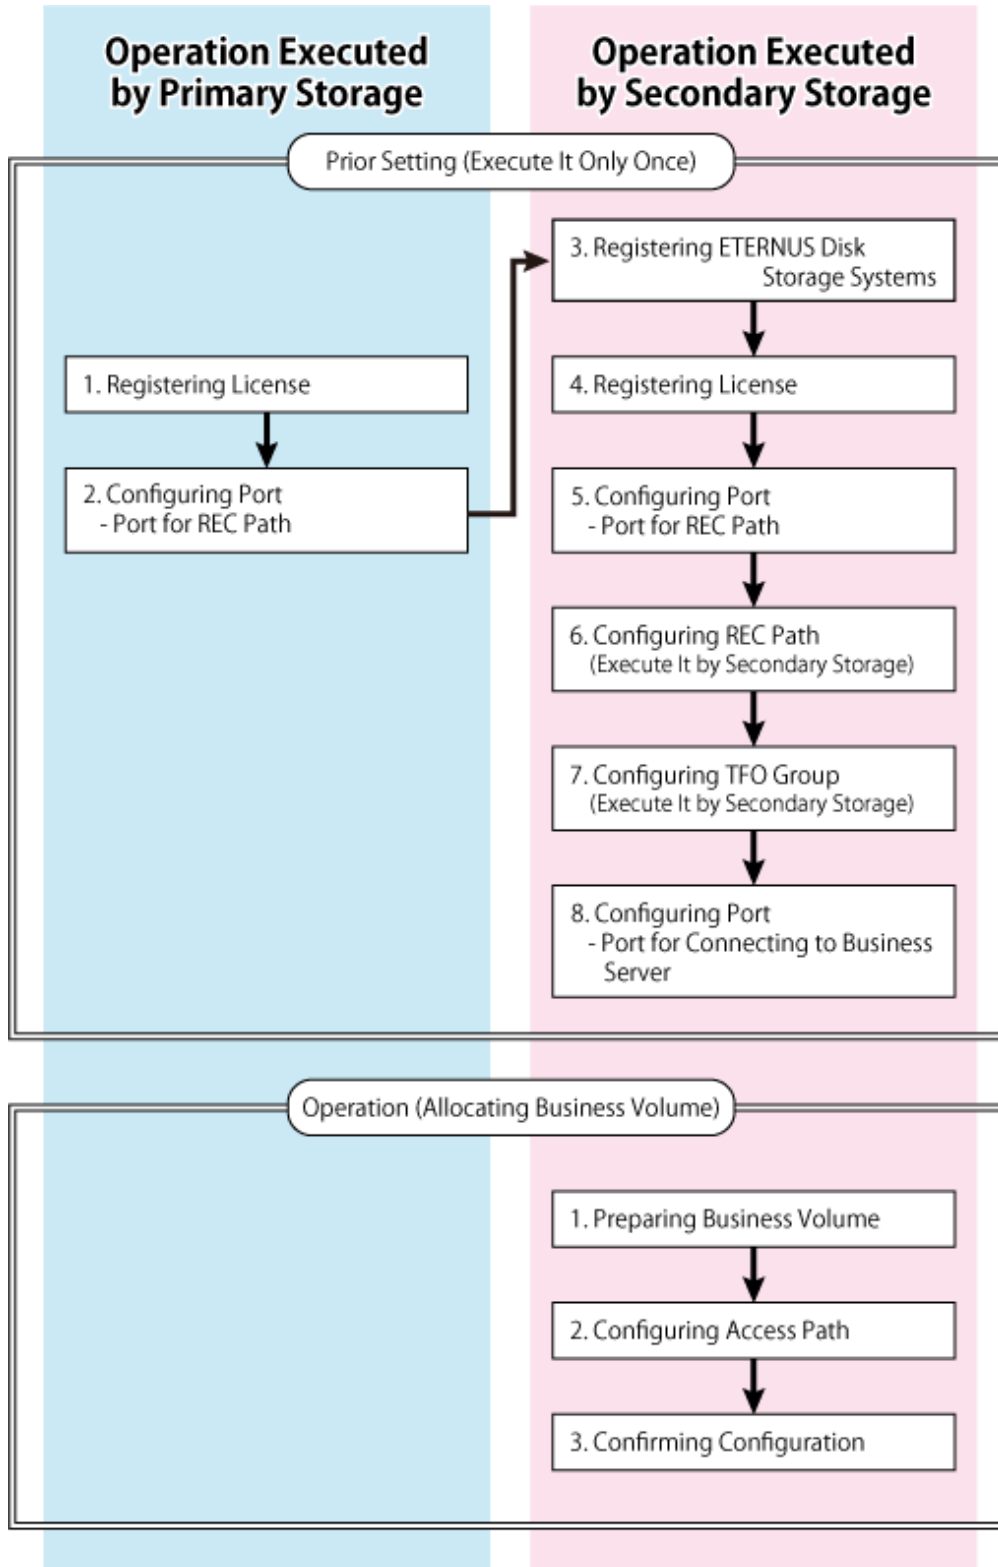 Operation Executed
by Primary Storage
Operation Executed
by Secondary Storage
Prior Setting (Execute It Only Once)
3. Registering ETERNUS Disk
Storage Systems
1. Registering License
4. Registering License
2. Configuring Port
- Port for REC Path
5. Configuring Port
- Port for REC Path
6. Configuring REC Path
(Execute It by Secondary Storage)
7. Configuring TFO Group
(Execute It by Secondary Storage)
8. Configuring Port
- Port for Connecting to Business
Server
Operation (Allocating Business Volume)
1. Preparing Business Volume
2. Configuring Access Path
3. Confirming Configuration